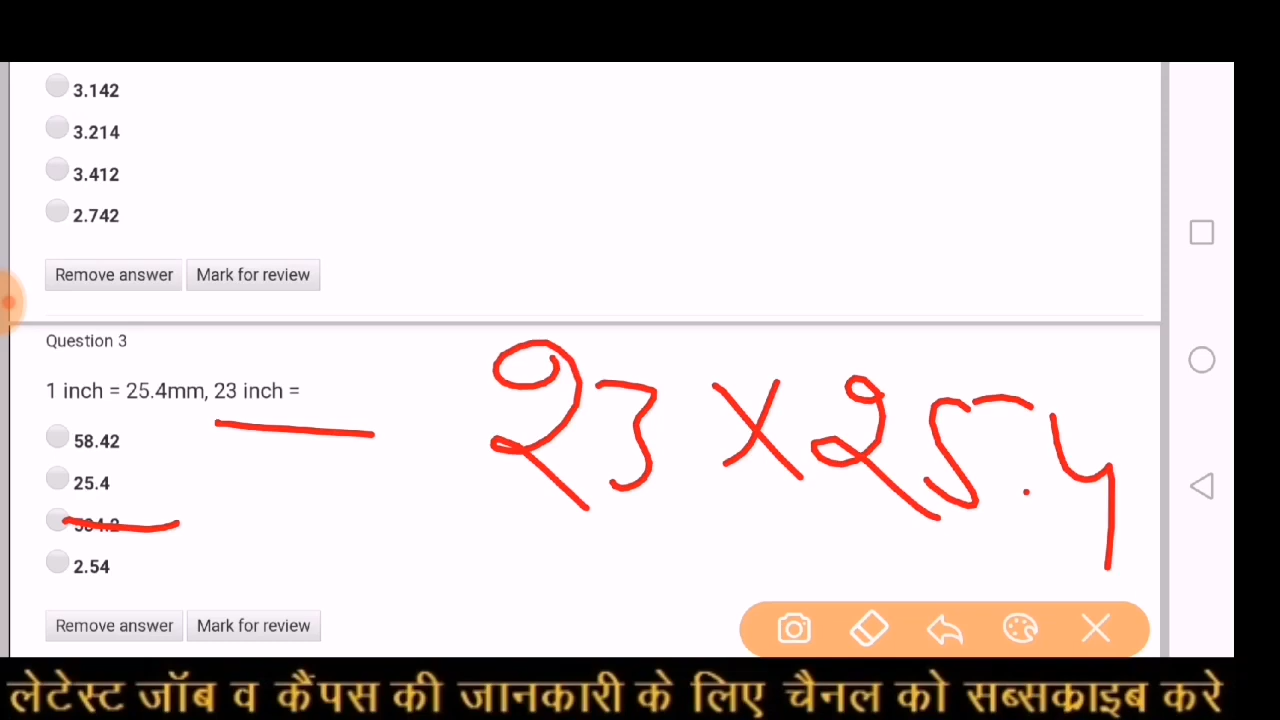 3.142
3.214
3.412
2.742
Remove answer Mark for review
Question 3
1 inch = 25.4mm, 23 inch =
23 X 25.4
58.42
25.4
584.2
2.54
Remove answer Mark for review
लेटेस्ट जॉब व कैंपस की जानकारी के लिए चैनल को सब्सक्राइब करे